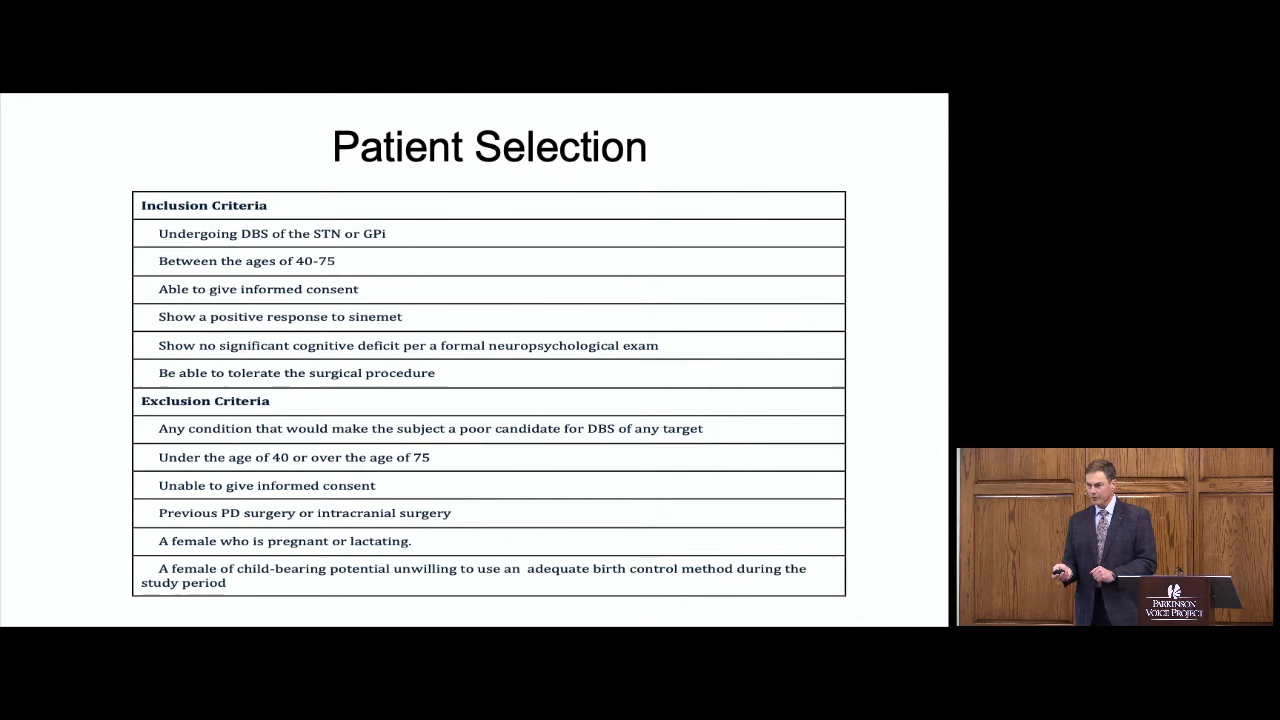 Patient Selection
Inclusion Criteria
Undergoing DBS of the STN or GPi
Between the ages of 40-75
Able to give informed consent
Show a positive response to sinemet
Show no significant cognitive deficit per a formal neuropsychological exam
Be able to tolerate the surgical procedure
Exclusion Criteria
Any condition that would make the subject a poor candidate for DBS of any target
Under the age of 40 or over the age of 75
Unable to give informed consent
Previous PD surgery or intracranial surgery
A female who is pregnant or lactating.
A female of child-bearing potential unwilling to use an adequate birth control method during the
study period
PARKINSON
VOICE PROJECT